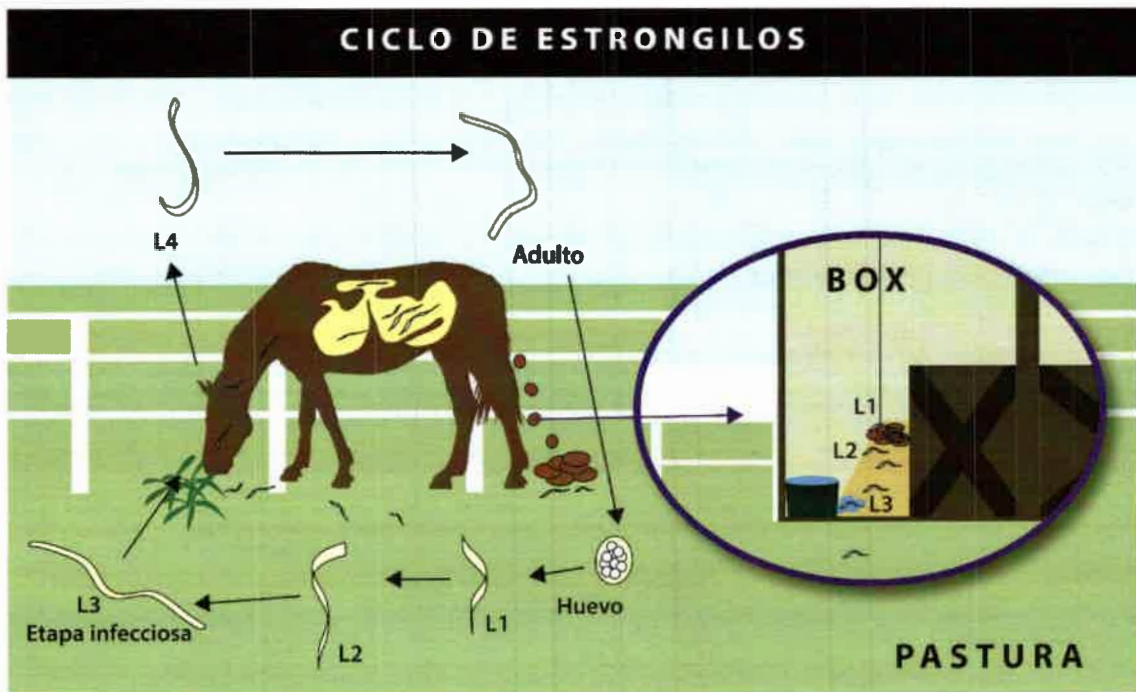 CICLO DE ESTRONGILOS
L4
Adulto
BOX
L1
L2
L3
L3
Etapa infecciosa
L2
L1
Huevo
PASTURA